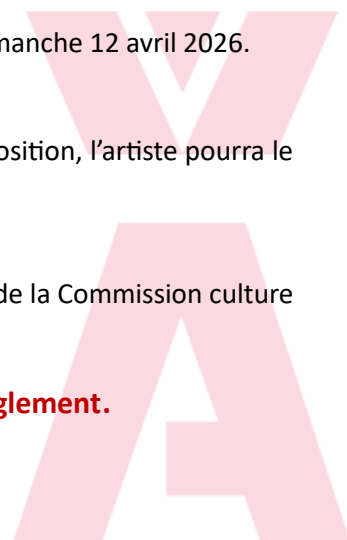 manche 12 avril 2026.
osition, l'artiste pourra le
de la Commission culture
glement.